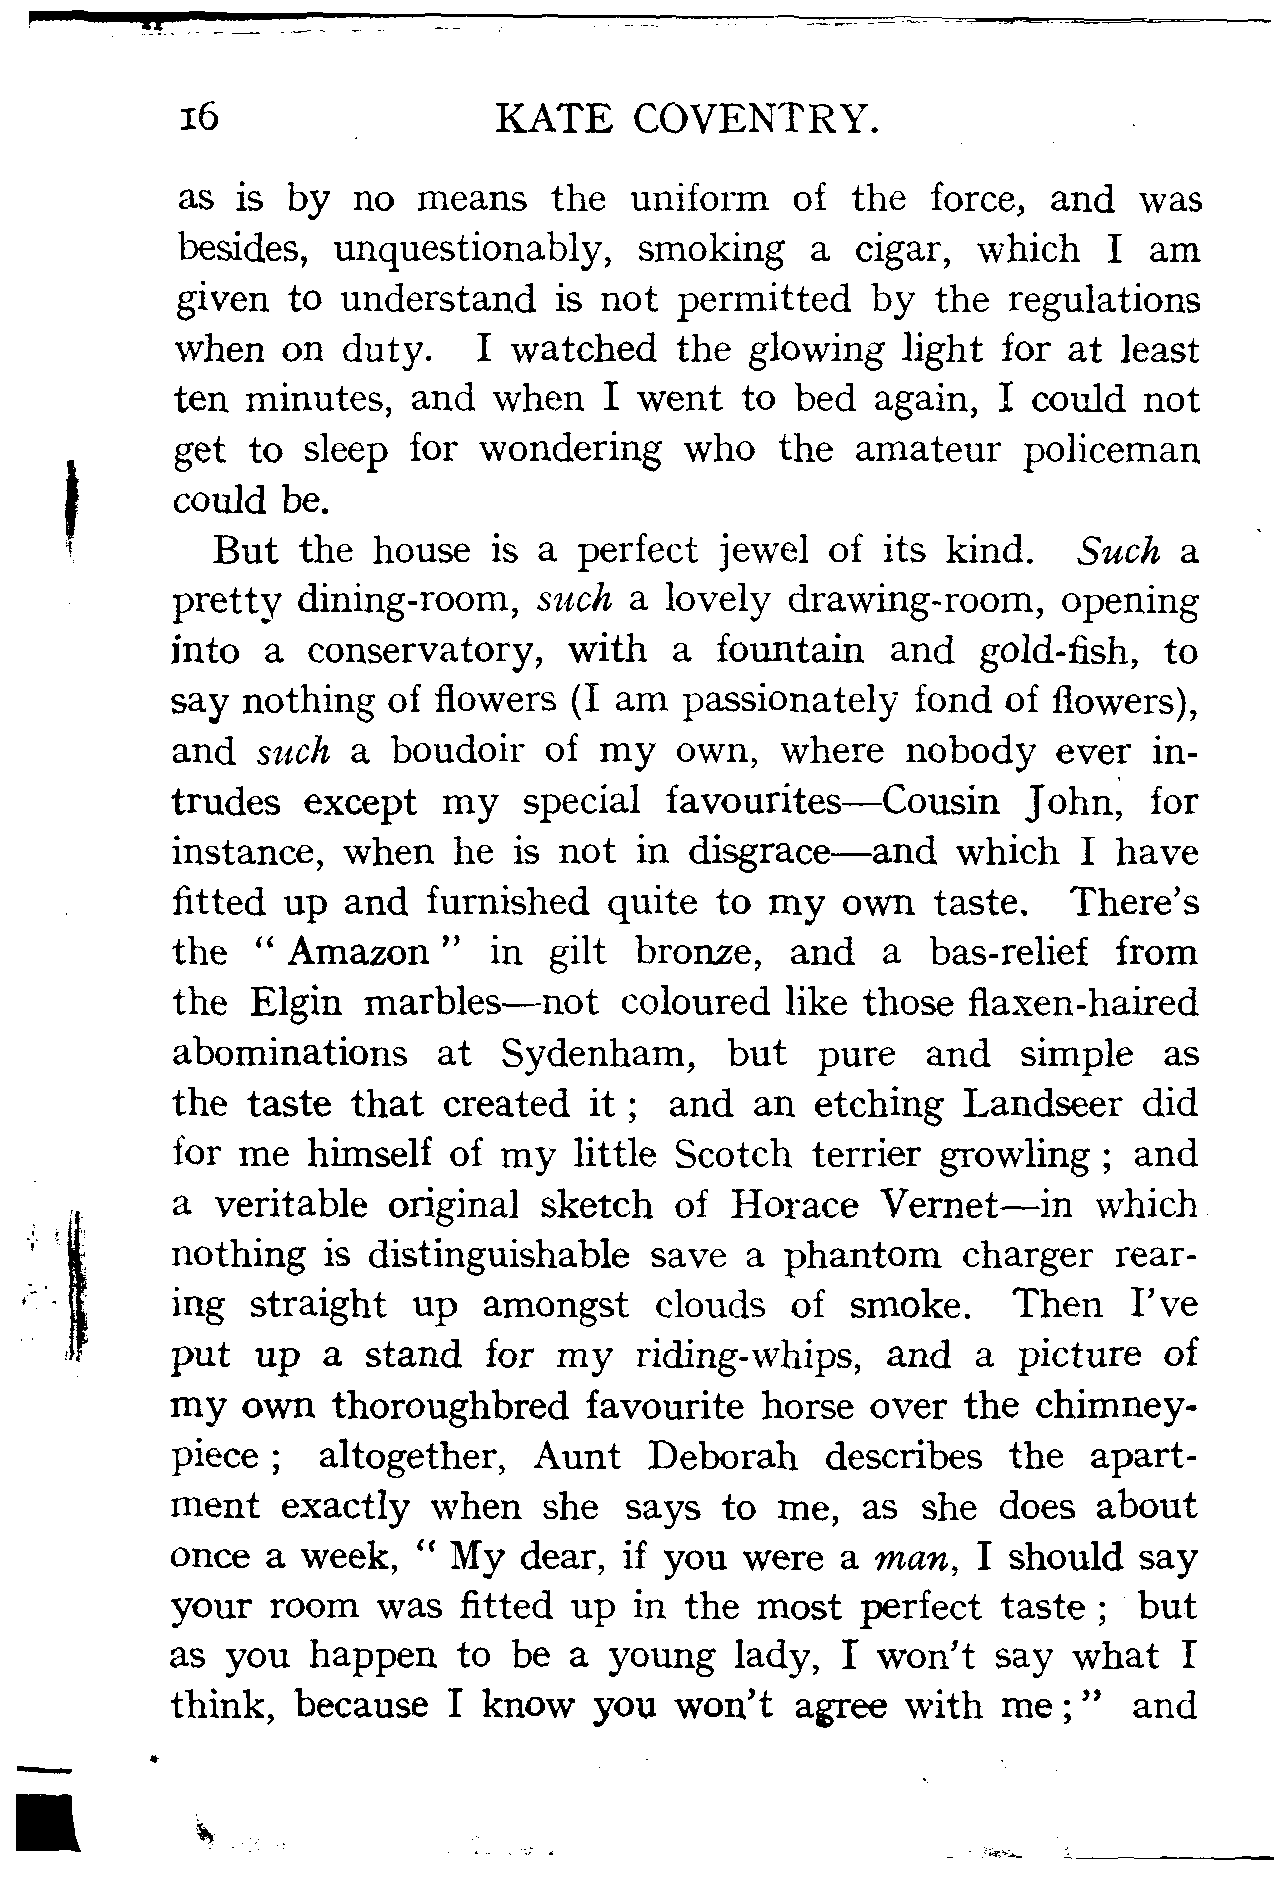 16 KATE COVENTRY.
as is by no means the uniform of the force, and was
besides, unquestionably, smoking a cigar, which I am
given to understand is not permitted by the regulations
when on duty. I watched the glowing light for at least
ten minutes, and when I went to bed again, I could not
get to sleep for wondering who the amateur policeman
could be.
But the house is a perfect jewel of its kind. Such a
pretty dining-room, such a lovely drawing-room, opening
into a conservatory, with a fountain and gold-fish, to
say nothing of flowers (I am passionately fond of flowers),
and such a boudoir of my own, where nobody ever in-
trudes except my special favourites—Cousin John, for
instance, when he is not in disgrace—and which I have
fitted up and furnished quite to my own taste. There's
the " Amazon " in gilt bronze, and a bas-relief from
the Elgin marbles—not coloured like those flaxen-haired
abominations at Sydenham, but pure and simple as
the taste that created it ; and an etching Landseer did
for me himself of my little Scotch terrier growling ; and
a veritable original sketch of Horace Vernet—in which
nothing is distinguishable save a phantom charger rear-
ing straight up amongst clouds of smoke. Then I've
put up a stand for my riding-whips, and a picture of
my own thoroughbred favourite horse over the chimney-
piece ; altogether, Aunt Deborah describes the apart-
ment exactly when she says to me, as she does about
once a week, " My dear, if you were a man, I should say
your room was fitted up in the most perfect taste ; but
as you happen to be a young lady, I won't say what I
think, because I know you won't agree with me ; " and